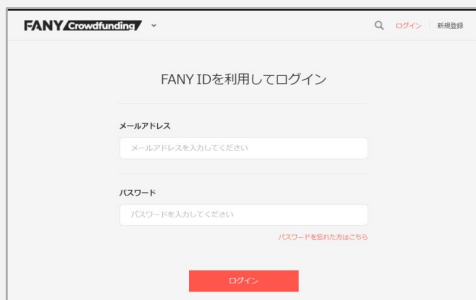 FANY Crowdfunding
ログイン 新規登録
FANY IDを利用してログイン
メールアドレス
メールアドレスを入力してください
パスワード
パスワードを入力してください
パスワードを忘れた方はこちら
ログイン